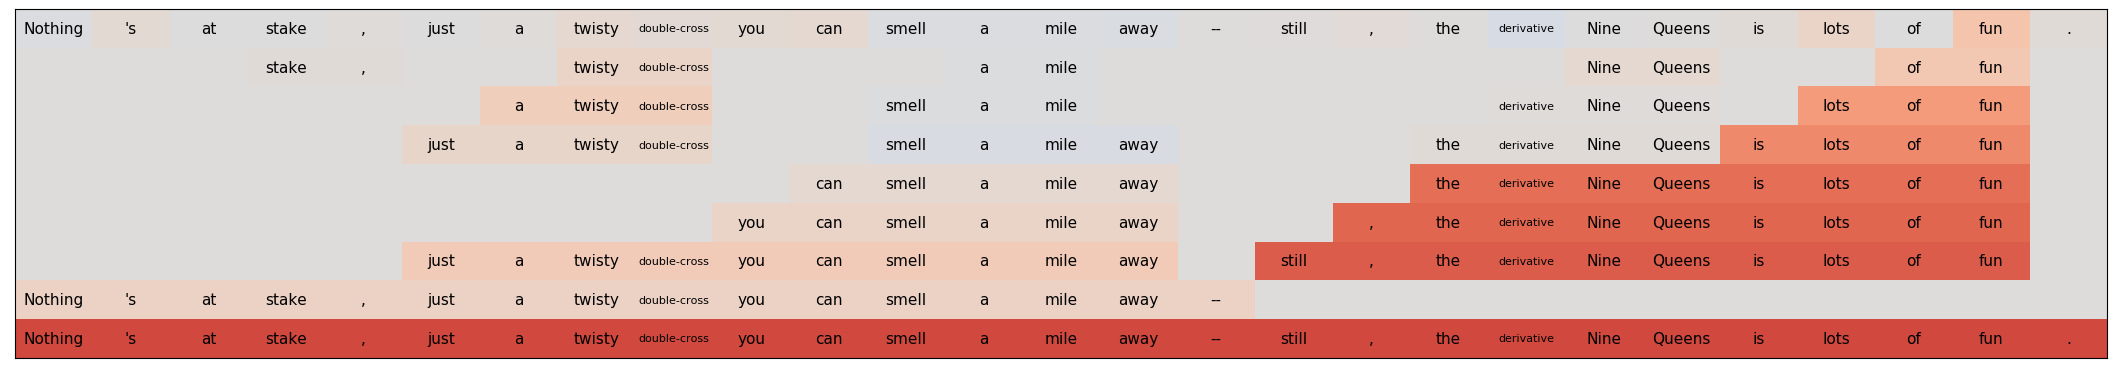 Nothing 's at stake , just a twisty double-cross you can smell a mile away -- still , the derivative Nine Queens is lots of fun .
stake , twisty double-cross a mile Nine Queens of fun
a twisty double-cross smell a mile derivative Nine Queens lots of fun
just a twisty double-cross smell a mile away the derivative Nine Queens is lots of fun
can smell a mile away the derivative Nine Queens is lots of fun
you can smell a mile away , the derivative Nine Queens is lots of fun
just a twisty double-cross you can smell a mile away still , the derivative Nine Queens is lots of fun
Nothing 's at stake , just a twisty double-cross you can smell a mile away --
Nothing 's at stake , just a twisty double-cross you can smell a mile away -- still , the derivative Nine Queens is lots of fun .